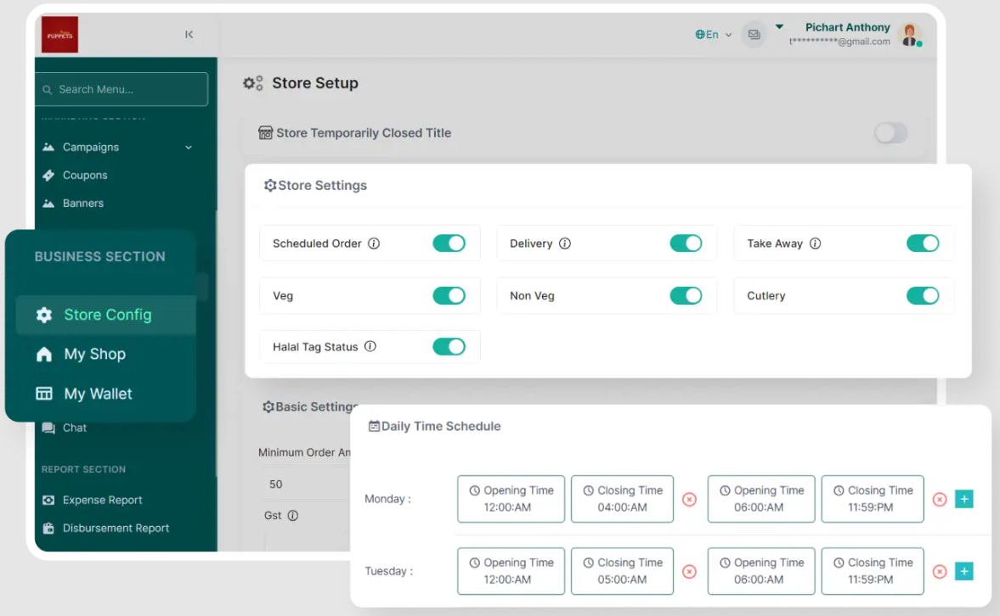 PUPPETS
En
Pichart Anthony
t**********@gmail.com
Search Menu...
Campaigns
Coupons
Banners
BUSINESS SECTION
Store Config
My Shop
My Wallet
Chat
REPORT SECTION
Expense Report
Disbursement Report
Store Setup
Store Temporarily Closed Title
Store Settings
Scheduled Order
Delivery
Take Away
Veg
Non Veg
Cutlery
Halal Tag Status
Basic Settings
Minimum Order
50
Gst
Daily Time Schedule
Monday :
Opening Time
12:00:AM
Closing Time
04:00:AM
Opening Time
06:00:AM
Closing Time
11:59:PM
Tuesday :
Opening Time
12:00:AM
Closing Time
05:00:AM
Opening Time
06:00:AM
Closing Time
11:59:PM